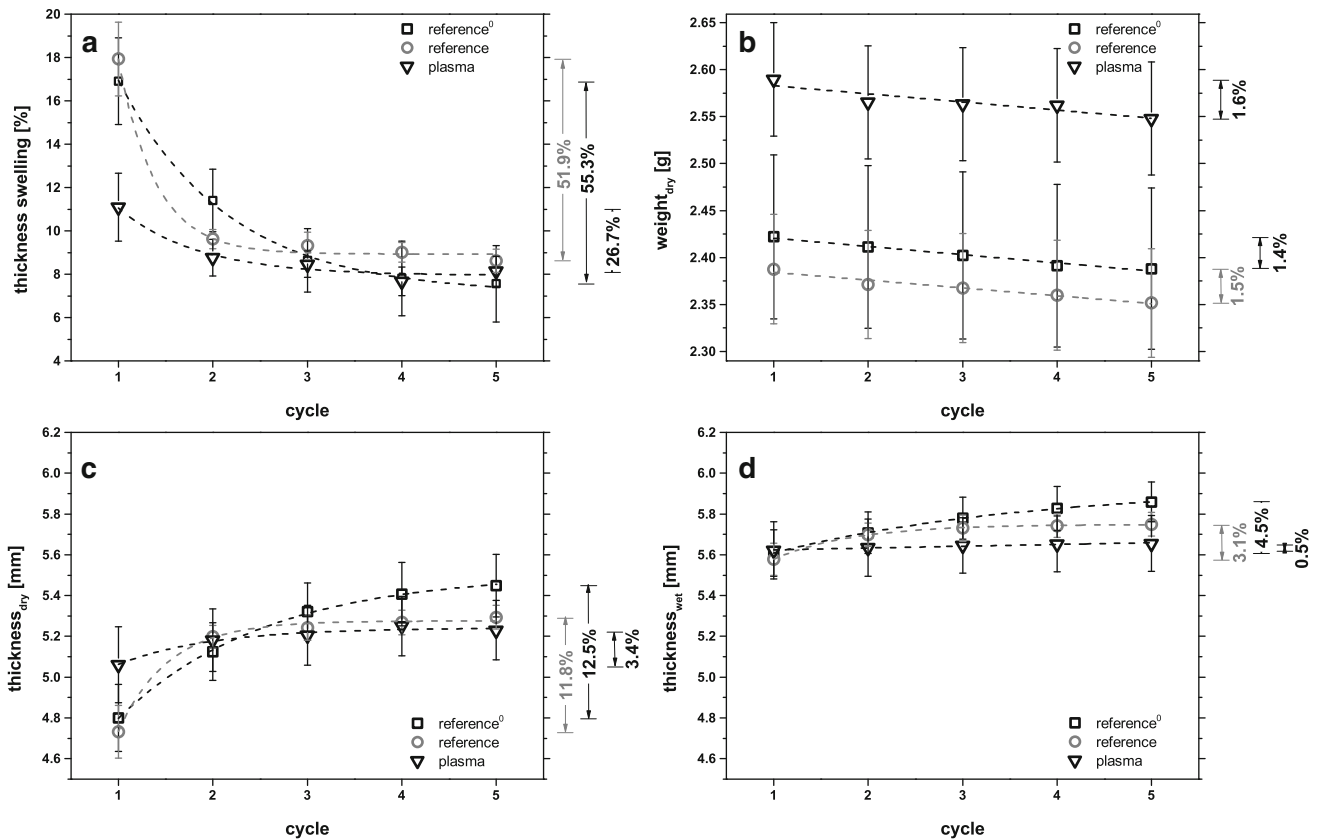 a
thickness swelling [%]
20
18
16
14
12
10
8
6
4
1 2 3 4 5
cycle
reference⁰
reference
plasma
51.9%
55.3%
26.7%
b
weight_dry [g]
2.65
2.60
2.55
2.50
2.45
2.40
2.35
2.30
1 2 3 4 5
cycle
reference⁰
reference
plasma
1.6%
1.4%
1.5%
c
thickness_dry [mm]
6.2
6.0
5.8
5.6
5.4
5.2
5.0
4.8
4.6
1 2 3 4 5
cycle
reference⁰
reference
plasma
11.8%
12.5%
3.4%
d
thickness_wet [mm]
6.2
6.0
5.8
5.6
5.4
5.2
5.0
4.8
4.6
1 2 3 4 5
cycle
reference⁰
reference
plasma
3.1%
4.5%
0.5%